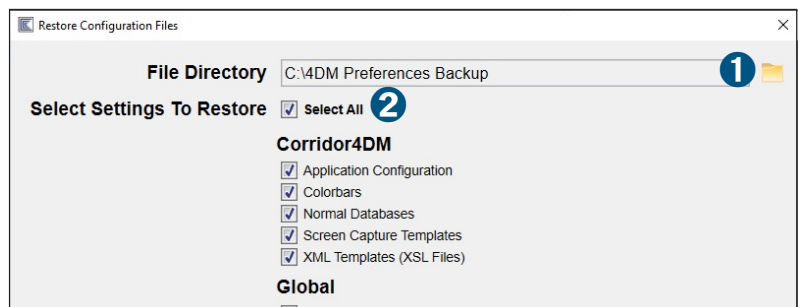 Restore Configuration Files
File Directory C:\4DM Preferences Backup 1
Select Settings To Restore Select All 2
Corridor4DM
Application Configuration
Colorbars
Normal Databases
Screen Capture Templates
XML Templates (XSL Files)
Global